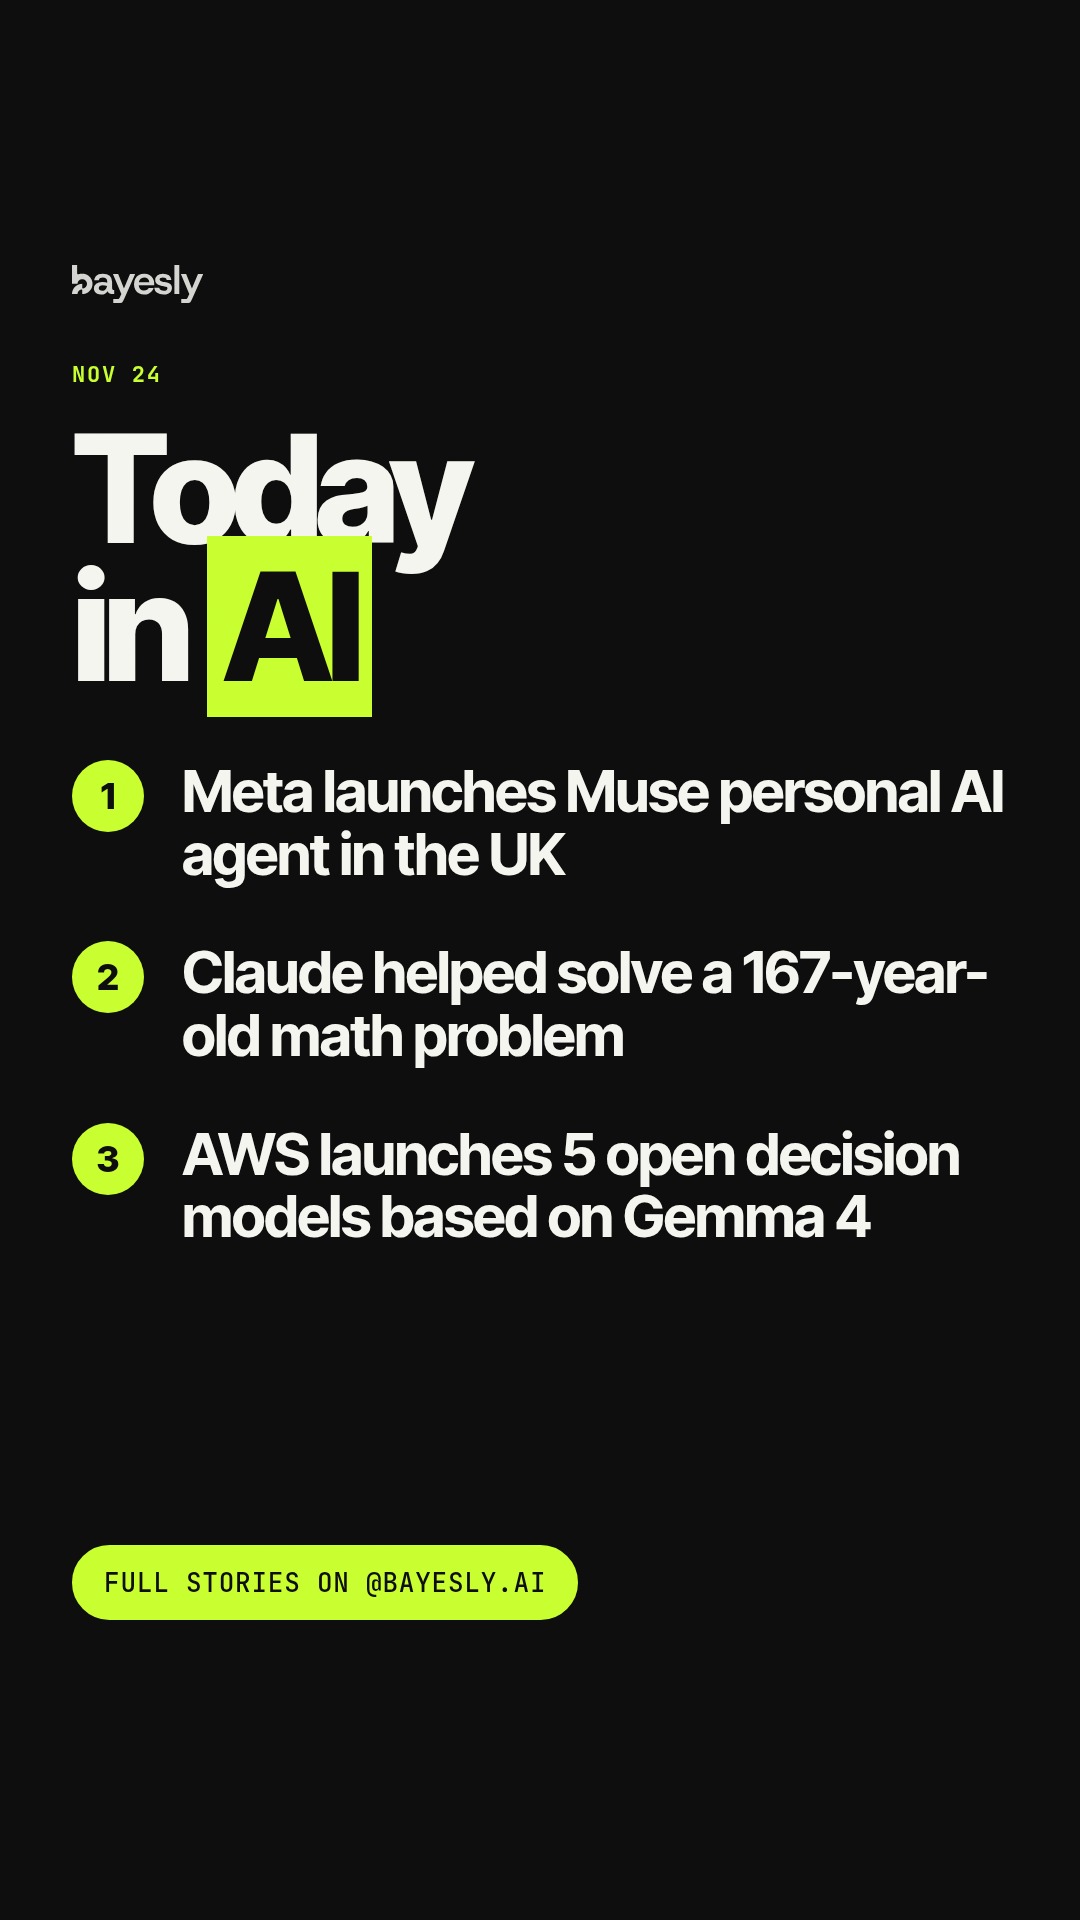 bayesly
NOV 24
Today
in AI
1 Meta launches Muse personal AI
agent in the UK
2 Claude helped solve a 167-year-
old math problem
3 AWS launches 5 open decision
models based on Gemma 4
FULL STORIES ON @BAYESLY.AI